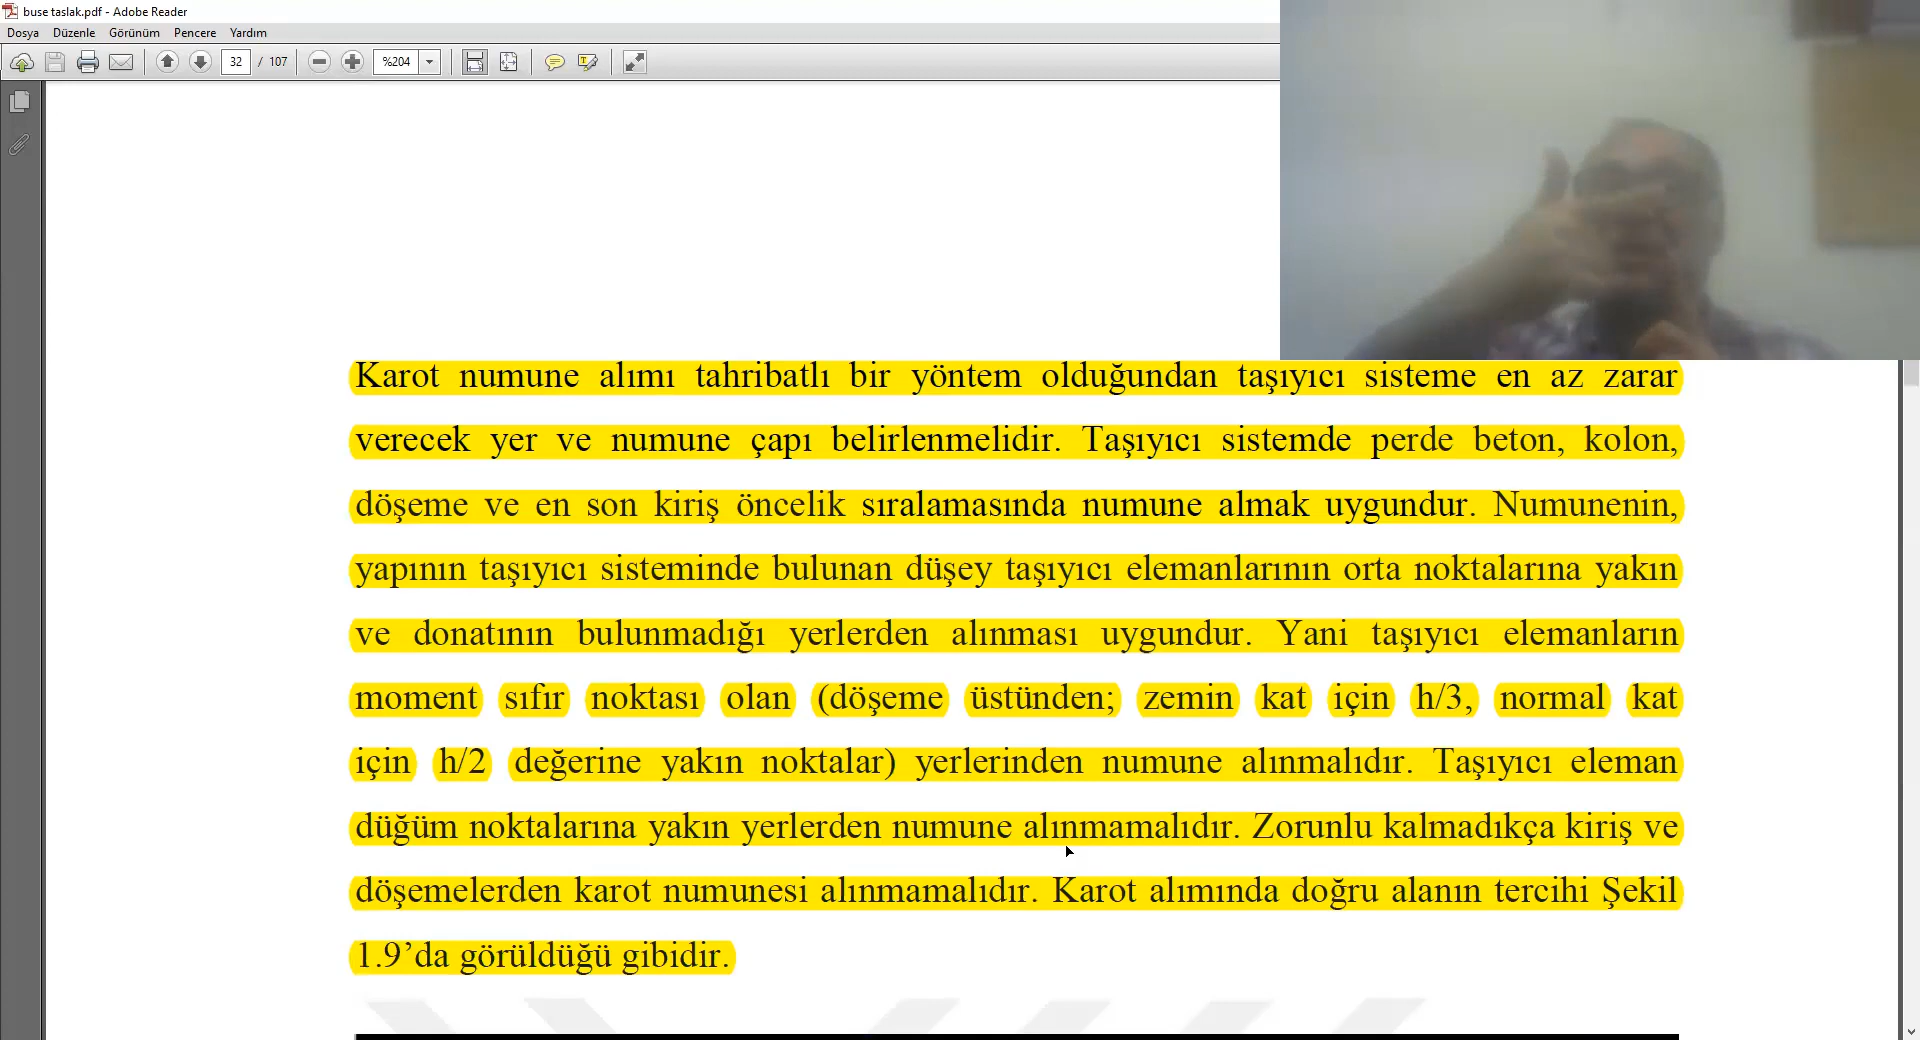 buse taslak.pdf - Adobe Reader
Dosya Düzenle Görünüm Pencere Yardım
32 / 107 %204
Karot numune alımı tahribatlı bir yöntem olduğundan taşıyıcı sisteme en az zarar
verecek yer ve numune çapı belirlenmelidir. Taşıyıcı sistemde perde beton, kolon,
döşeme ve en son kiriş öncelik sıralamasında numune almak uygundur. Numunenin,
yapının taşıyıcı sisteminde bulunan düşey taşıyıcı elemanlarının orta noktalarına yakın
ve donatının bulunmadığı yerlerden alınması uygundur. Yani taşıyıcı elemanların
moment sıfır noktası olan (döşeme üstünden; zemin kat için h/3, normal kat
için h/2 değerine yakın noktalar) yerlerinden numune alınmalıdır. Taşıyıcı eleman
düğüm noktalarına yakın yerlerden numune alınmamalıdır. Zorunlu kalmadıkça kiriş ve
döşemelerden karot numunesi alınmamalıdır. Karot alımında doğru alanın tercihi Şekil
1.9’da görüldüğü gibidir.